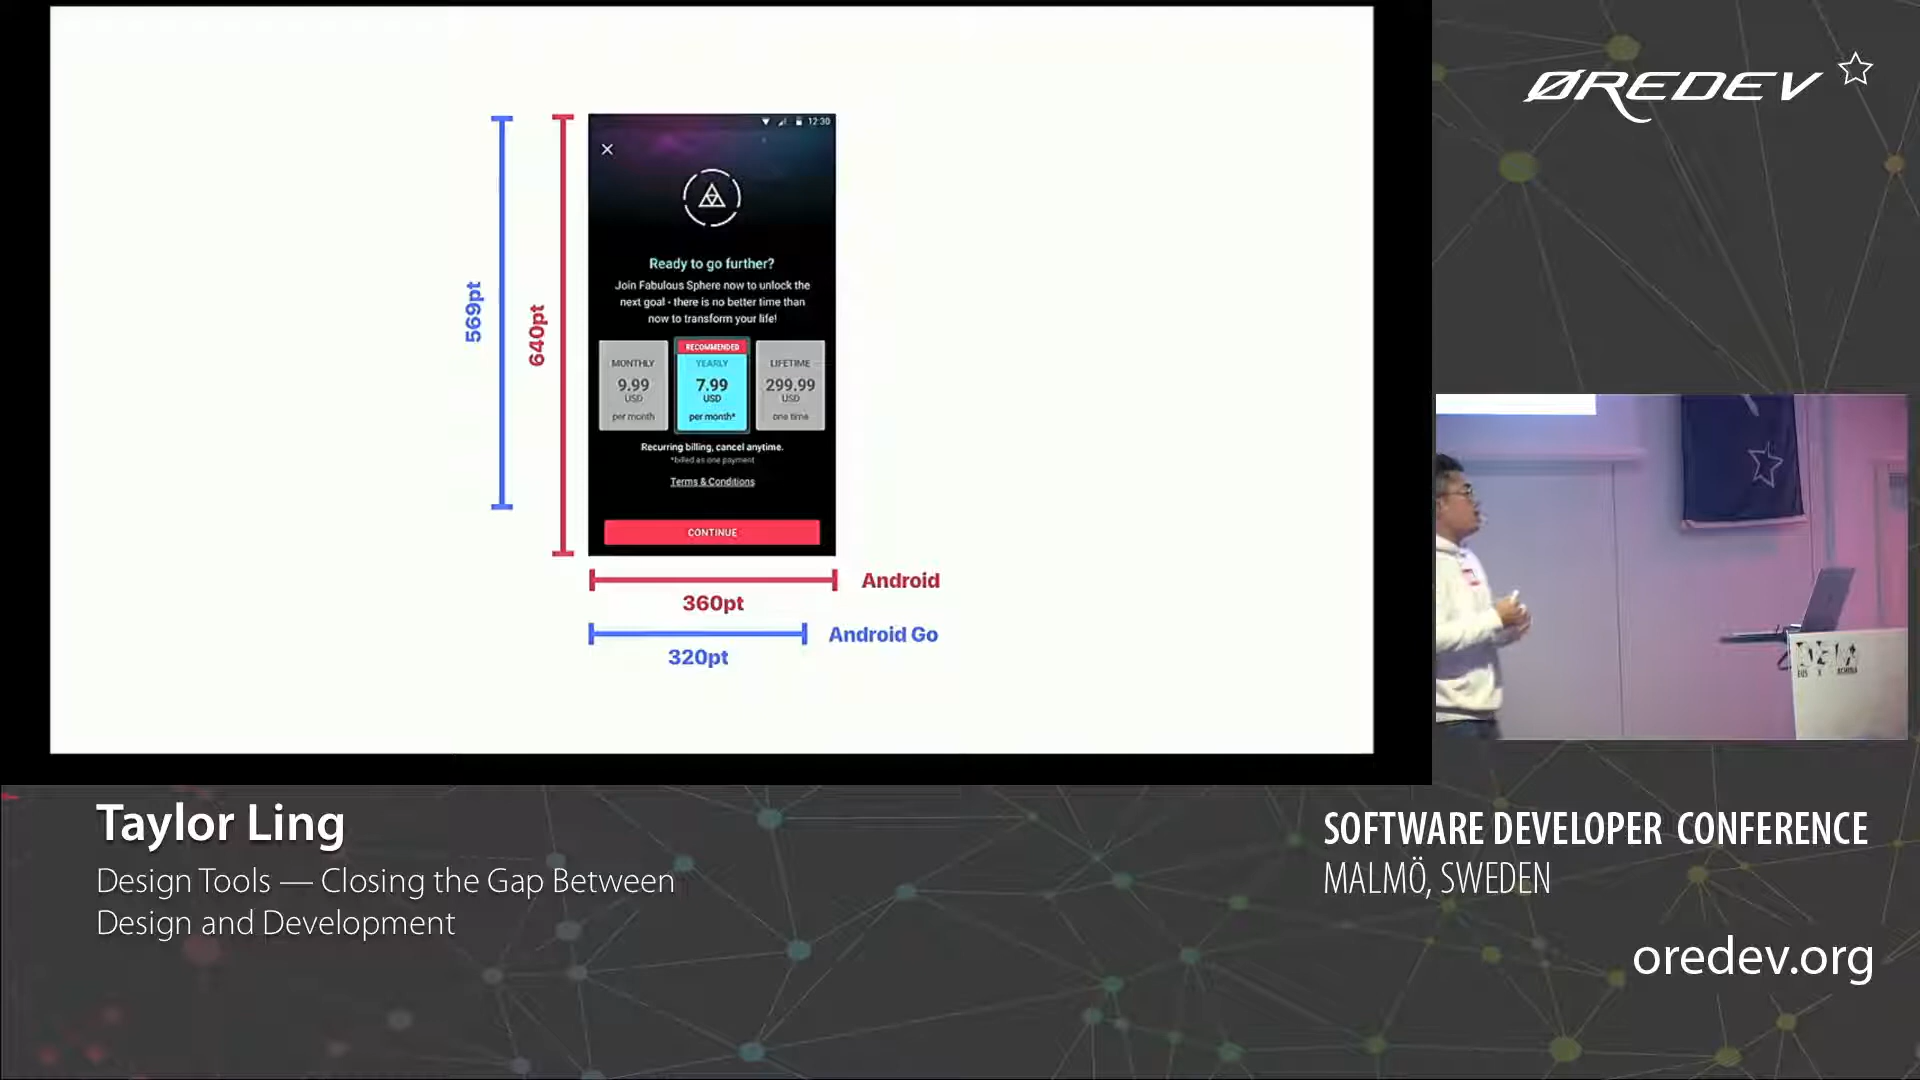 12:30
Ready to go further?
Join Fabulous Sphere now to unlock the
next goal - there is no better time than
now to transform your life!
RECOMMENDED
MONTHLY
9.99
USD
per month
YEARLY
7.99
USD
per month*
LIFETIME
299.99
USD
one time
Recurring billing, cancel anytime.
*billed as one payment
Terms & Conditions
CONTINUE
569pt
640pt
360pt
Android
320pt
Android Go
ØREDEV
Taylor Ling
Design Tools — Closing the Gap Between
Design and Development
SOFTWARE DEVELOPER CONFERENCE
MALMÖ, SWEDEN
oredev.org